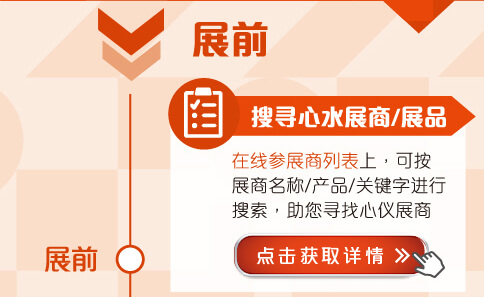 展前
搜寻心水展商/展品
在线参展商列表上，可按
展商名称/产品/关键字进行
搜索，助您寻找心仪展商
展前
点击获取详情 »